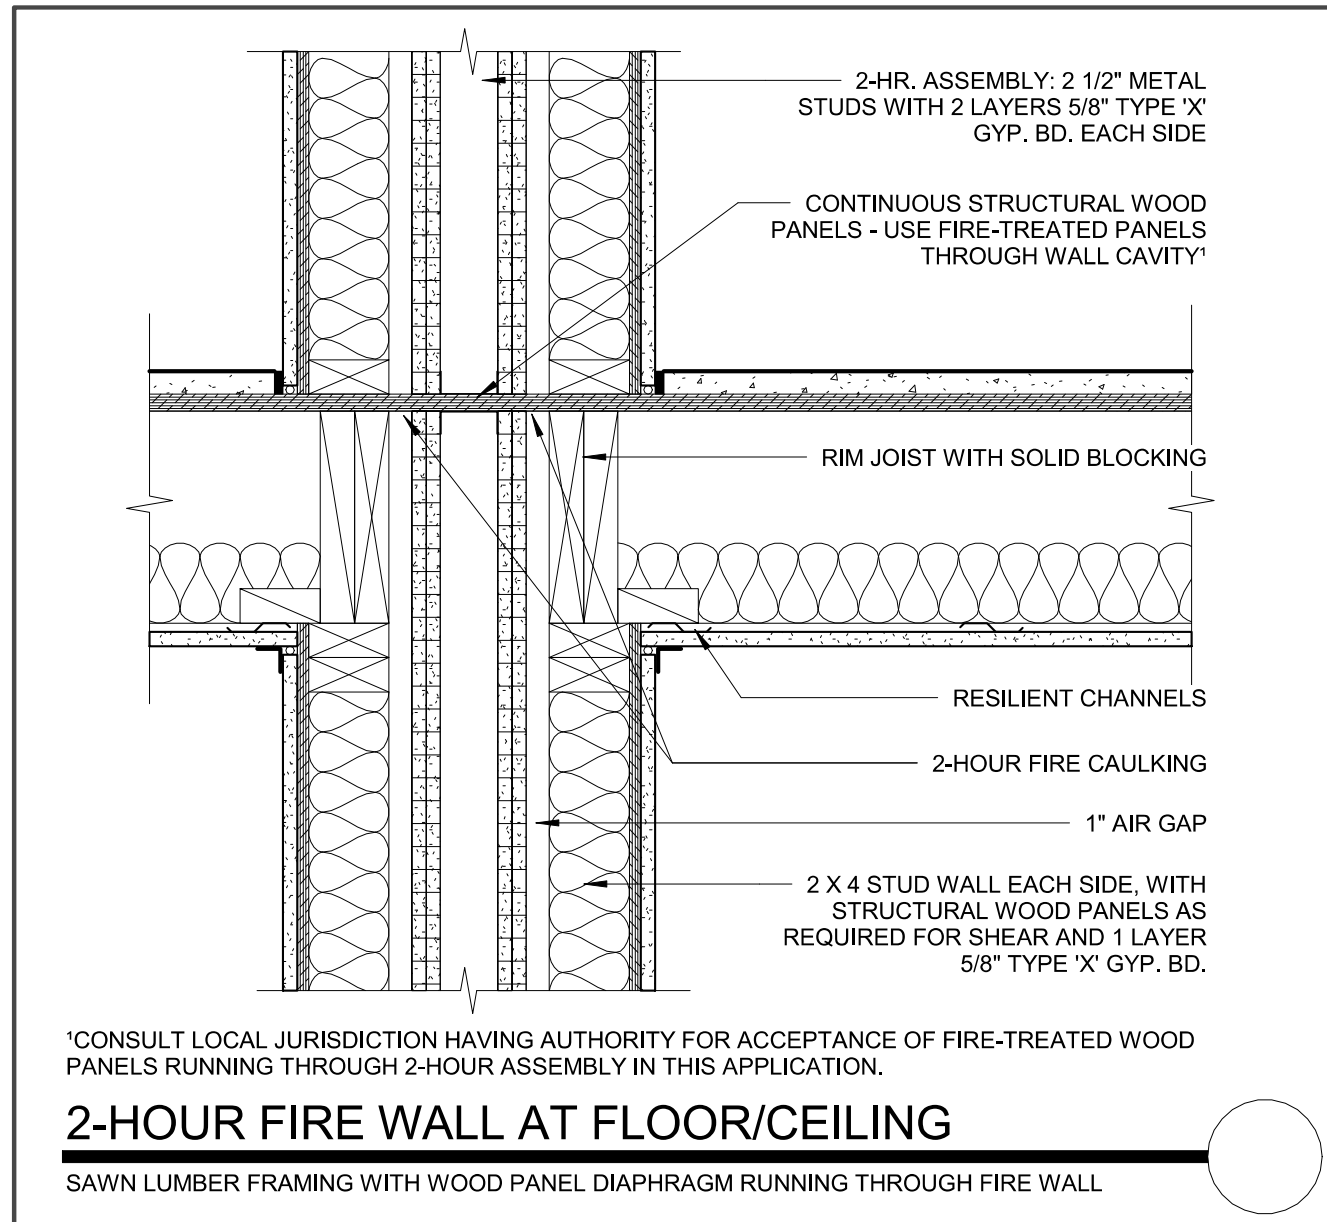 2-HR. ASSEMBLY: 2 1/2" METAL
STUDS WITH 2 LAYERS 5/8" TYPE 'X'
GYP. BD. EACH SIDE
CONTINUOUS STRUCTURAL WOOD
PANELS - USE FIRE-TREATED PANELS
THROUGH WALL CAVITY¹
RIM JOIST WITH SOLID BLOCKING
RESILIENT CHANNELS
2-HOUR FIRE CAULKING
1" AIR GAP
2 X 4 STUD WALL EACH SIDE, WITH
STRUCTURAL WOOD PANELS AS
REQUIRED FOR SHEAR AND 1 LAYER
5/8" TYPE 'X' GYP. BD.
¹CONSULT LOCAL JURISDICTION HAVING AUTHORITY FOR ACCEPTANCE OF FIRE-TREATED WOOD
PANELS RUNNING THROUGH 2-HOUR ASSEMBLY IN THIS APPLICATION.
2-HOUR FIRE WALL AT FLOOR/CEILING
SAWN LUMBER FRAMING WITH WOOD PANEL DIAPHRAGM RUNNING THROUGH FIRE WALL